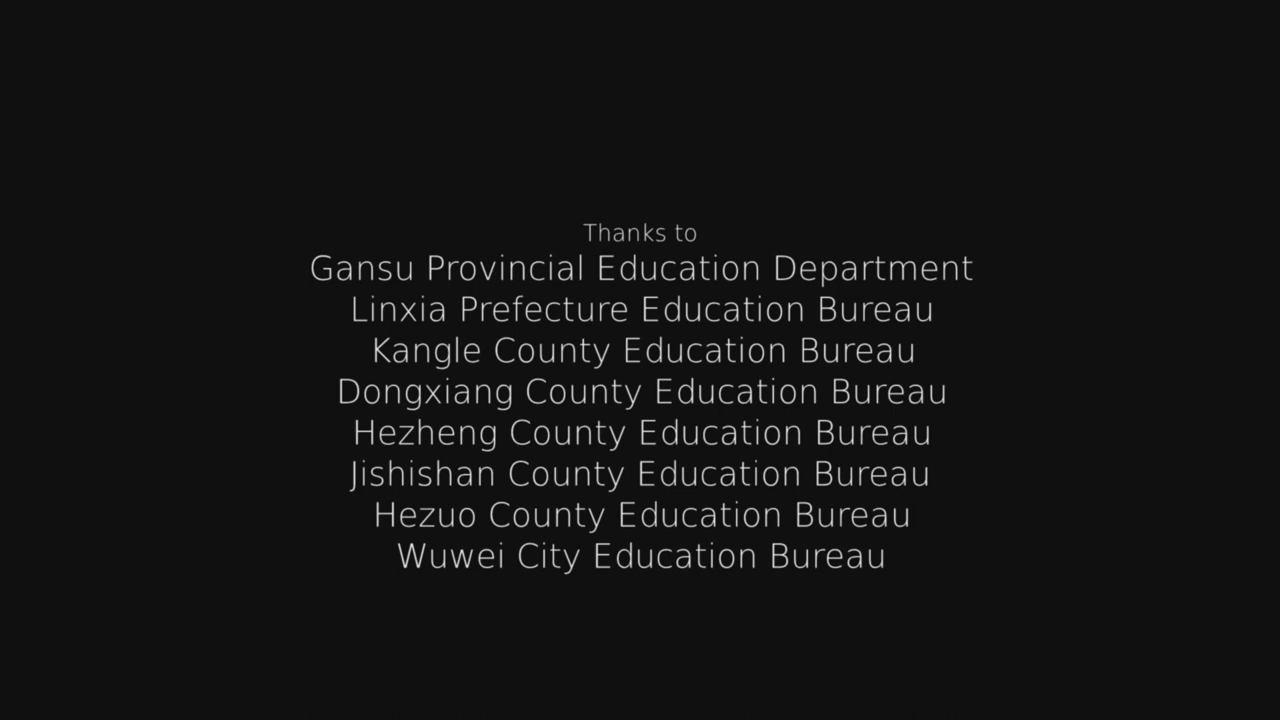 Thanks to
Gansu Provincial Education Department
Linxia Prefecture Education Bureau
Kangle County Education Bureau
Dongxiang County Education Bureau
Hezheng County Education Bureau
Jishishan County Education Bureau
Hezuo County Education Bureau
Wuwei City Education Bureau